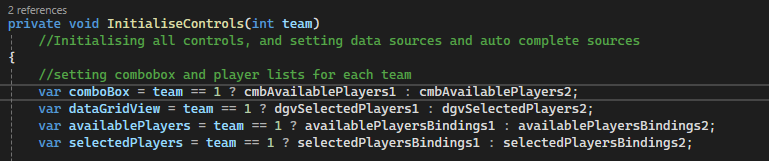 2 references
private void InitialiseControls(int team)
//Initialising all controls, and setting data sources and auto complete sources
{
//setting combobox and player lists for each team
var comboBox = team == 1 ? cmbAvailablePlayers1 : cmbAvailablePlayers2;
var dataGridView = team == 1 ? dgvSelectedPlayers1 : dgvSelectedPlayers2;
var availablePlayers = team == 1 ? availablePlayersBindings1 : availablePlayersBindings2;
var selectedPlayers = team == 1 ? selectedPlayersBindings1 : selectedPlayersBindings2;